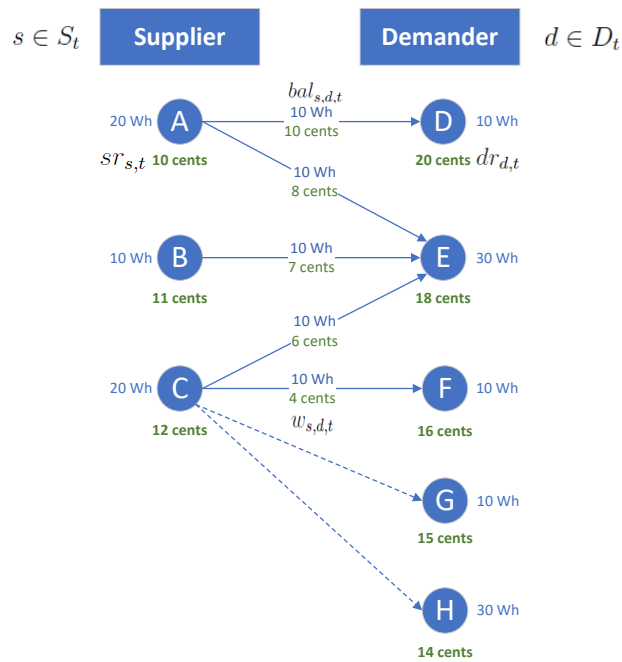 s ∈ S_t
Supplier
Demander
d ∈ D_t
bal_{s,d,t}
20 Wh
A
10 Wh
10 cents
D
10 Wh
sr_{s,t}
10 cents
20 cents
dr_{d,t}
10 Wh
8 cents
10 Wh
B
10 Wh
7 cents
E
30 Wh
11 cents
18 cents
10 Wh
6 cents
20 Wh
C
10 Wh
4 cents
F
10 Wh
12 cents
w_{s,d,t}
16 cents
G
10 Wh
15 cents
H
30 Wh
14 cents